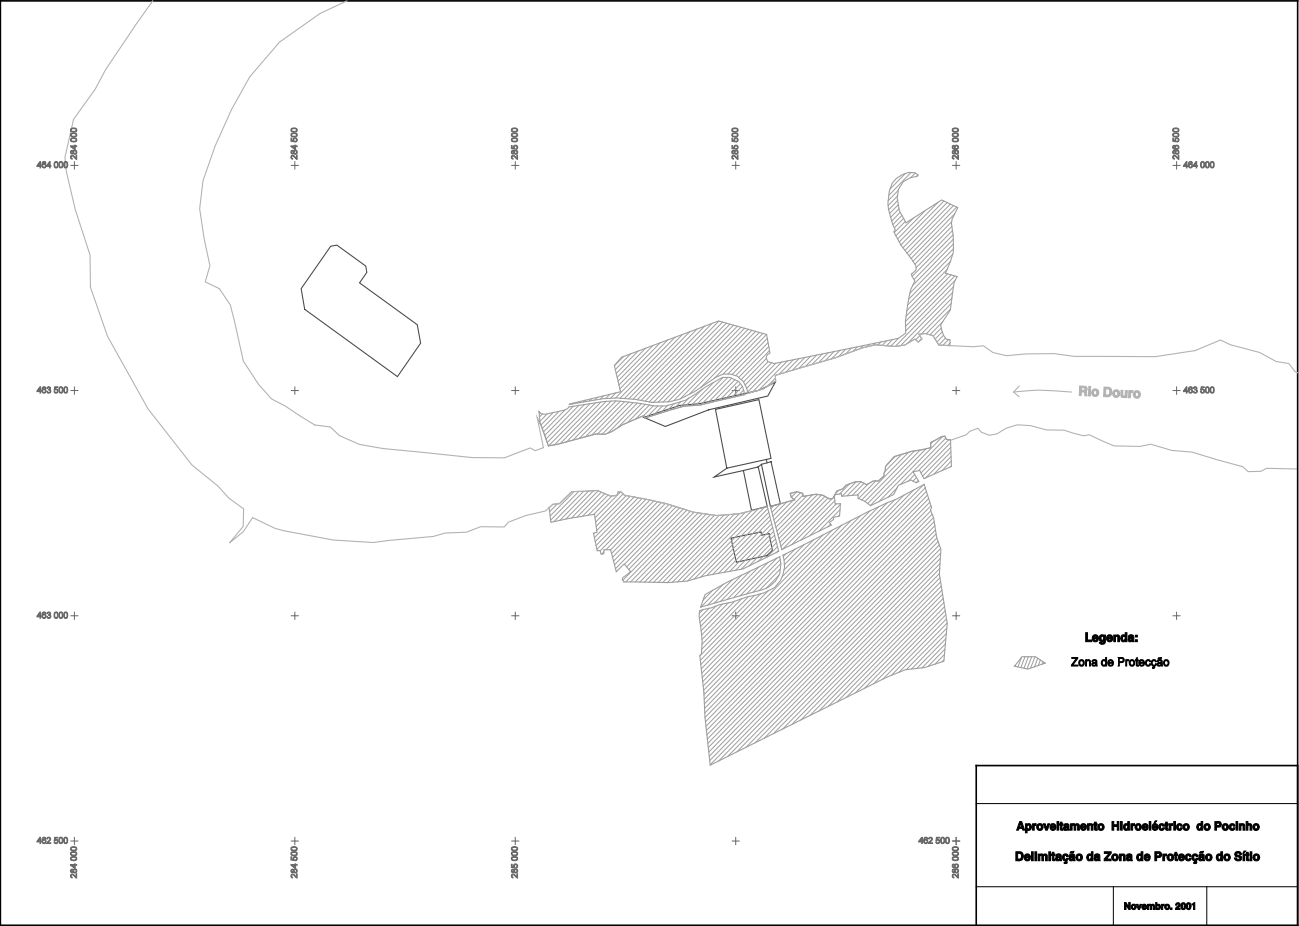 284 000
284 500
285 000
285 500
286 000
286 500
464 000
464 000
463 500
Rio Douro
463 500
463 000
Legenda:
Zona de Protecção
462 500
462 500
284 000
284 500
285 000
286 000
Aproveitamento Hidroeléctrico do Pocinho
Delimitação da Zona de Protecção do Sítio
Novembro. 2001